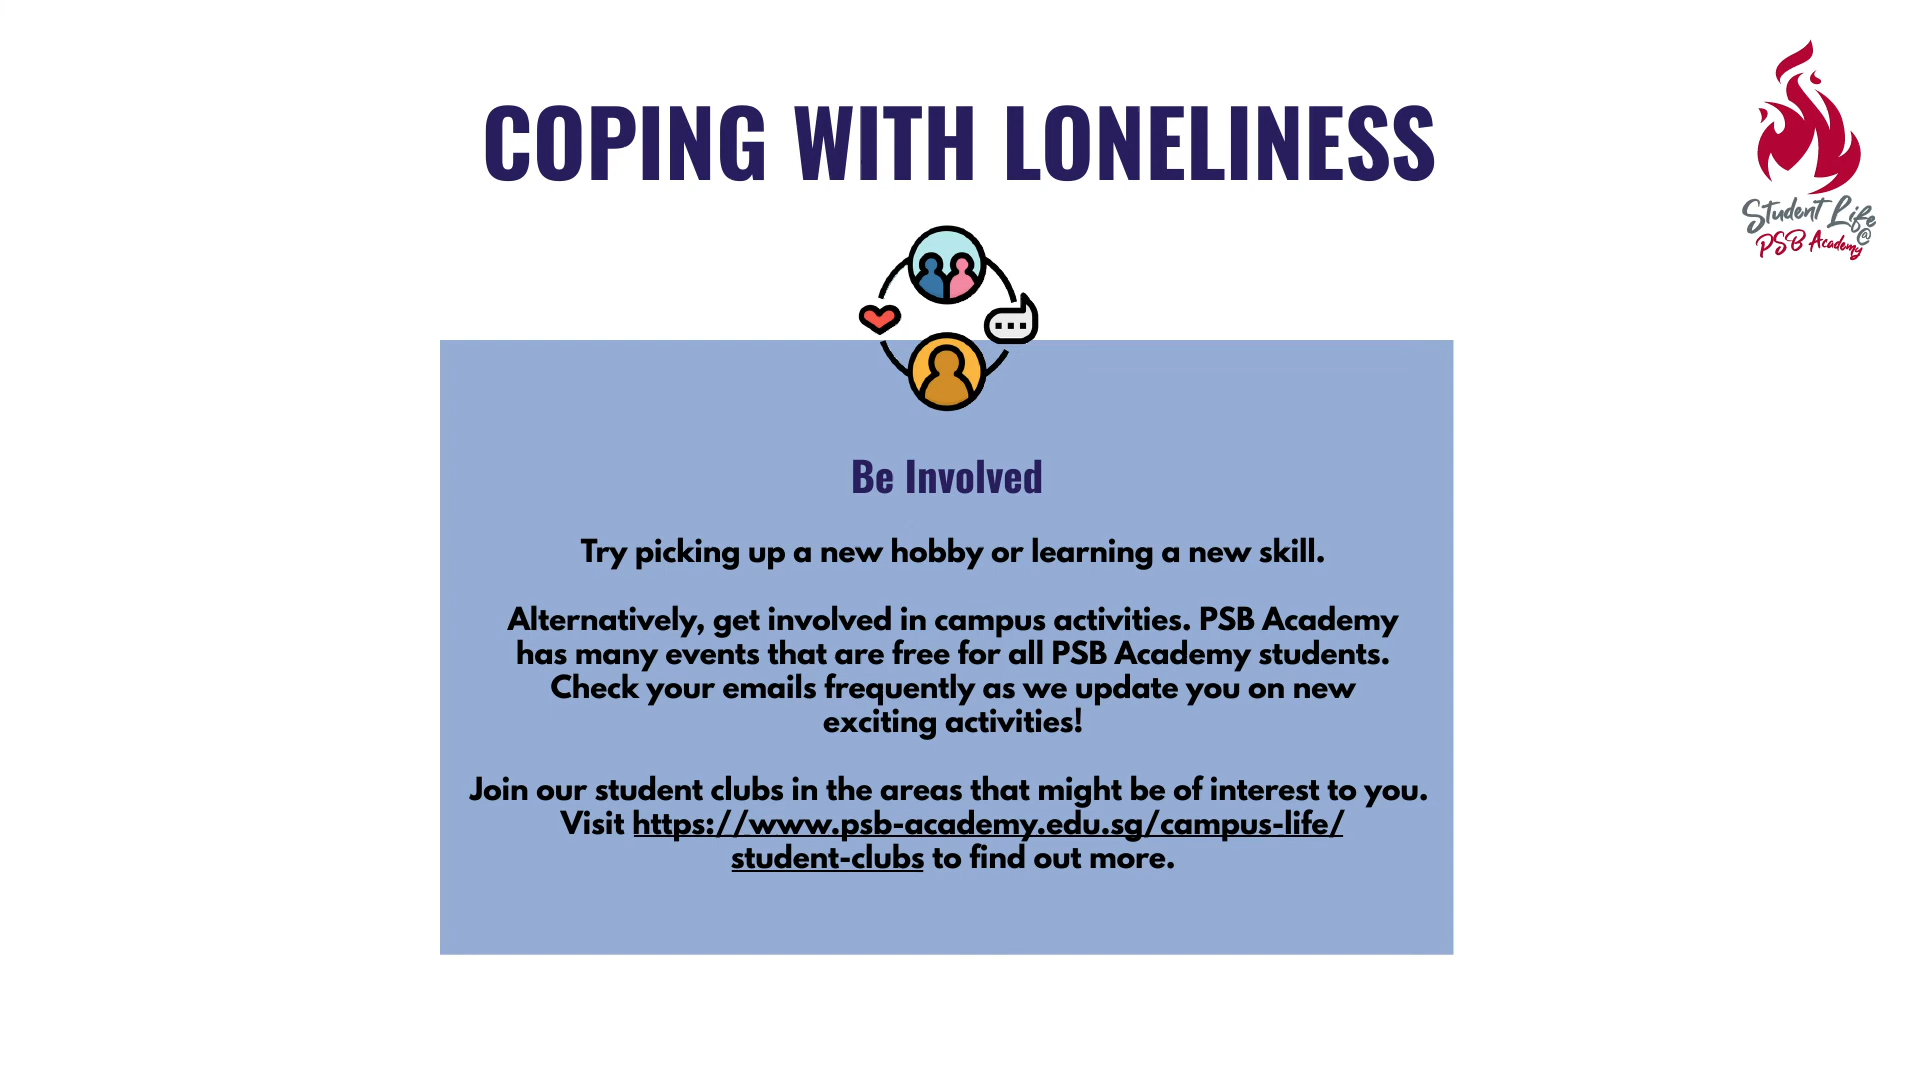 COPING WITH LONELINESS
Student Life
@
PSB Academy
Be Involved
Try picking up a new hobby or learning a new skill.
Alternatively, get involved in campus activities. PSB Academy
has many events that are free for all PSB Academy students.
Check your emails frequently as we update you on new
exciting activities!
Join our student clubs in the areas that might be of interest to you.
Visit https://www.psb-academy.edu.sg/campus-life/
student-clubs to find out more.